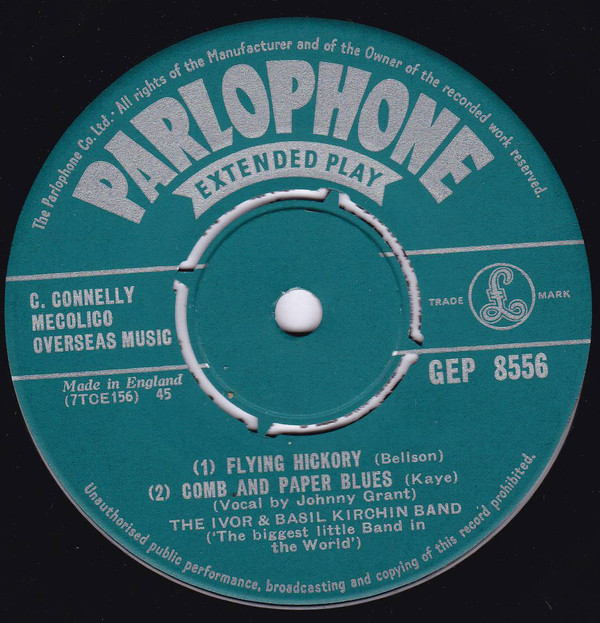 The Parlophone Co. Ltd. · All rights of the Manufacturer and of the Owner of the recorded work reserved.
PARLOPHONE
EXTENDED PLAY
C. CONNELLY
MECOLICO
OVERSEAS MUSIC
TRADE £ MARK
Made in England
(7TCE156) 45
GEP 8556
(1) FLYING HICKORY (Bellson)
(2) COMB AND PAPER BLUES (Kaye)
(Vocal by Johnny Grant)
THE IVOR & BASIL KIRCHIN BAND
('The biggest little Band in
the World')
Unauthorised public performance, broadcasting and copying of this record prohibited.